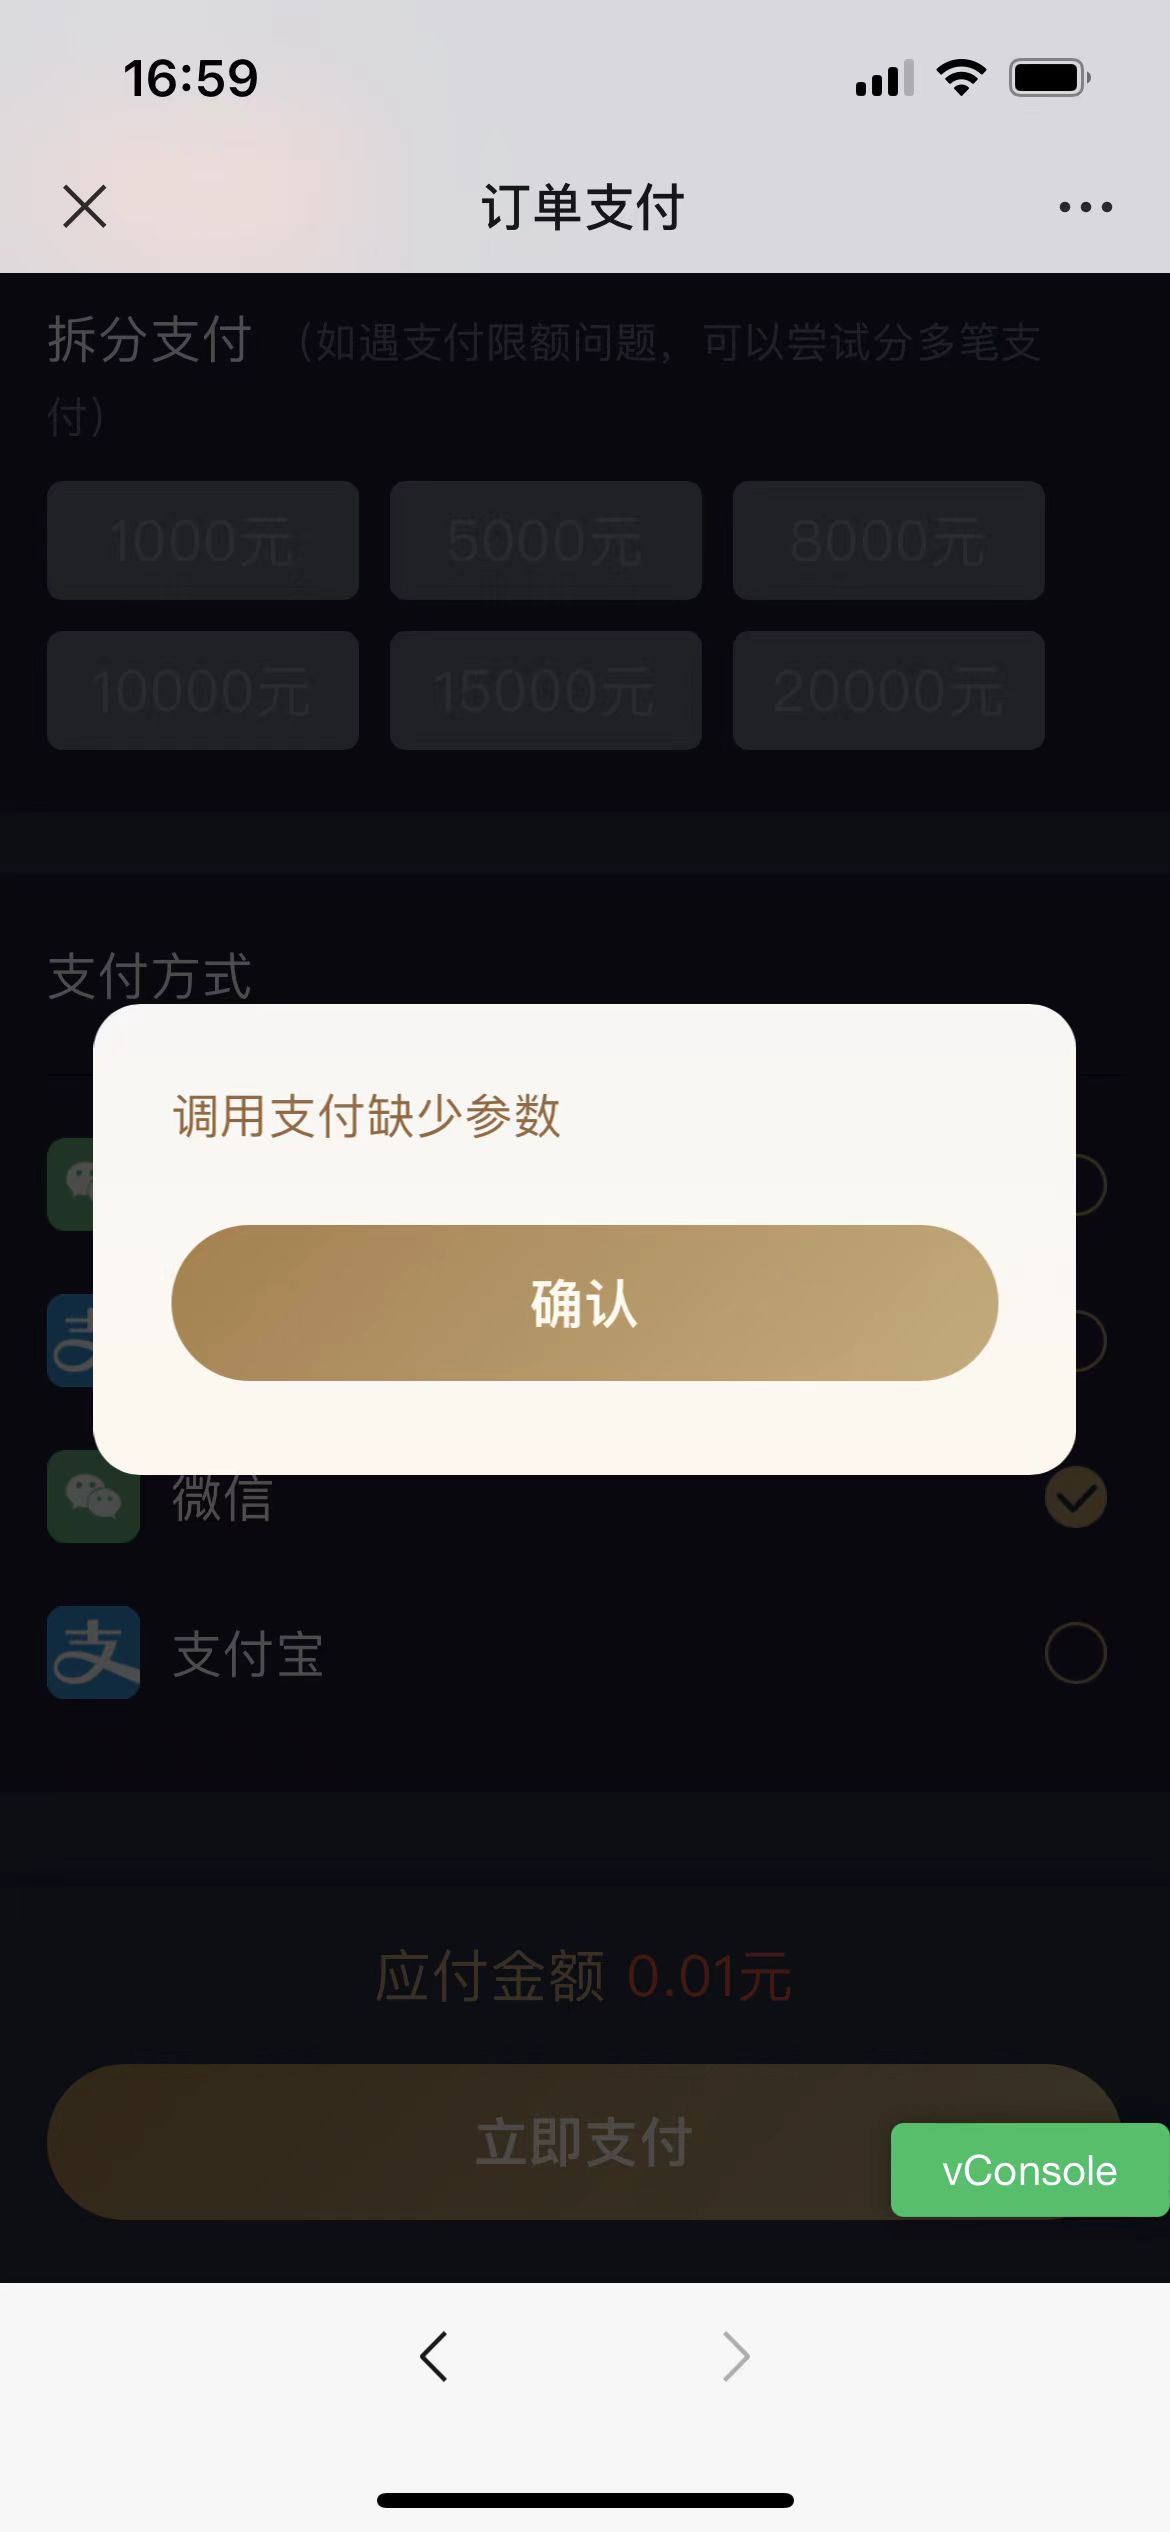 16:59
订单支付
拆分支付 （如遇支付限额问题，可以尝试分多笔支
付）
1000元 5000元 8000元
10000元 15000元 20000元
支付方式
调用支付缺少参数
确认
微信
支付宝
应付金额 0.01元
立即支付
vConsole